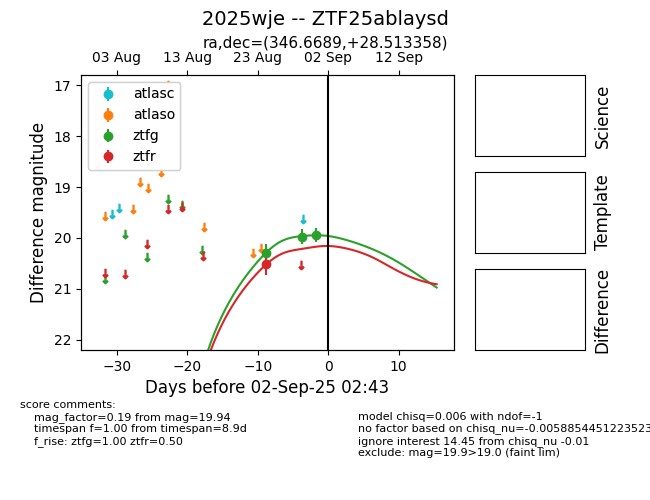 2025wje -- ZTF25ablaysd
ra,dec=(346.6689,+28.513358)
03 Aug 13 Aug 23 Aug 02 Sep 12 Sep
17
18
19
20
21
22
Difference magnitude
atlasc
atlaso
ztfg
ztfr
−30 −20 −10 0 10
Days before 02-Sep-25 02:43
Science
Template
Difference
score comments:
mag_factor=0.19 from mag=19.94
timespan f=1.00 from timespan=8.9d
f_rise: ztfg=1.00 ztfr=0.50
model chisq=0.006 with ndof=-1
no factor based on chisq_nu=-0.0058854451223523
ignore interest 14.45 from chisq_nu -0.01
exclude: mag=19.9>19.0 (faint lim)